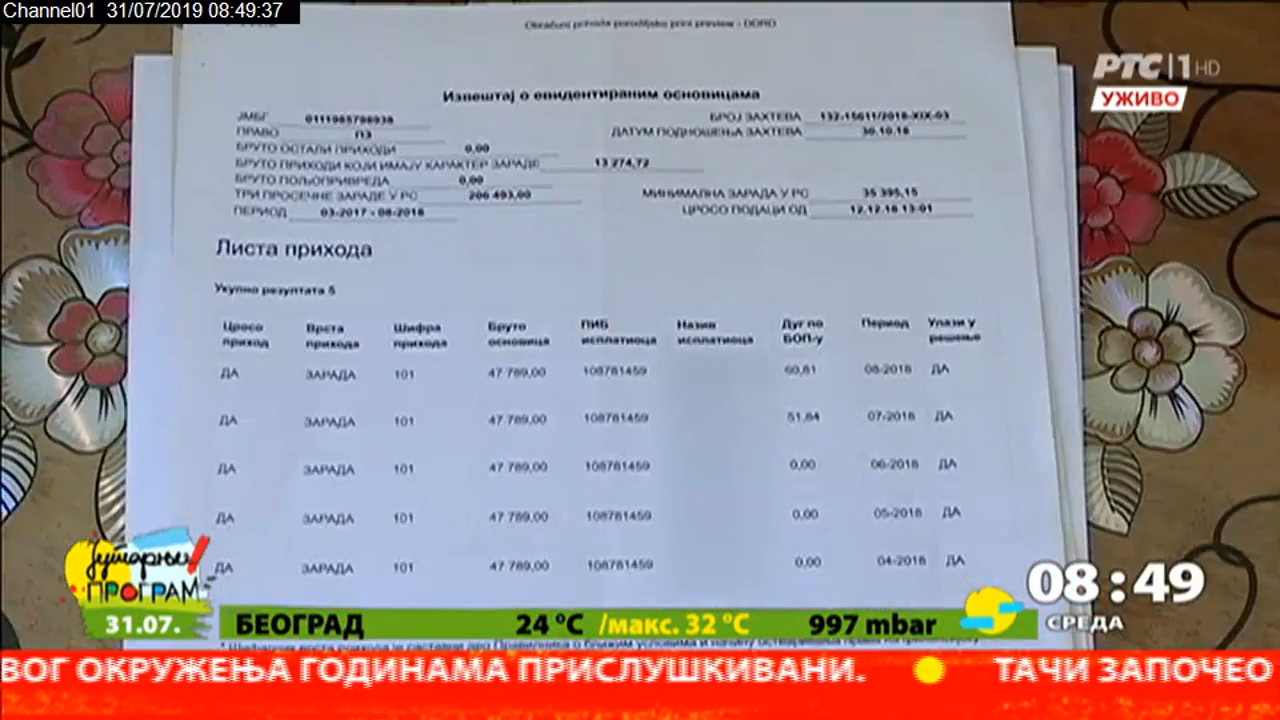 Channel01 31/07/2019 08:49:37
print preview - DDRD
РТС 1 HD
УЖИВО
Извештај о евидентираним основицама
ЈМБГ 0111985788938 БРОЈ ЗАХТЕВА 132-15611/2018-XIX-03
ПРАВО ПЗ ДАТУМ ПОДНОШЕЊА ЗАХТЕВА 30.10.18
БРУТО ОСТАЛИ ПРИХОДИ 0,00
БРУТО ПРИХОДИ КОЈИ ИМАЈУ КАРАКТЕР ЗАРАДЕ 13 274,72
БРУТО ПОЉОПРИВРЕДА 0,00
ТРИ ПРОСЕЧНЕ ЗАРАДЕ У РС 206 493,00 МИНИМАЛНА ЗАРАДА У РС 35 395,15
ПЕРИОД 03-2017 - 08-2018 ЦРОСО ПОДАЦИ ОД 12.12.18 13:01
Листа прихода
Укупно резултата 5
Цросо приход Врста прихода Шифра прихода Бруто основица ПИБ исплатиоца Назив исплатиоца Дуг по БОП-у Период Улази у решење
ДА ЗАРАДА 101 47 789,00 108781459 60,81 08-2018 ДА
ДА ЗАРАДА 101 47 789,00 108781459 51,84 07-2018 ДА
ДА ЗАРАДА 101 47 789,00 108781459 0,00 06-2018 ДА
ДА ЗАРАДА 101 47 789,00 108781459 0,00 05-2018 ДА
ДА ЗАРАДА 101 47 789,00 108781459 0,00 04-2018 ДА
Јутарњи
ПРОГРАМ
31.07.
БЕОГРАД 24 °C /макс. 32 °C 997 mbar
08:49
СРЕДА
ВОГ ОКРУЖЕЊА ГОДИНАМА ПРИСЛУШКИВАНИ. ТАЧИ ЗАПОЧЕО